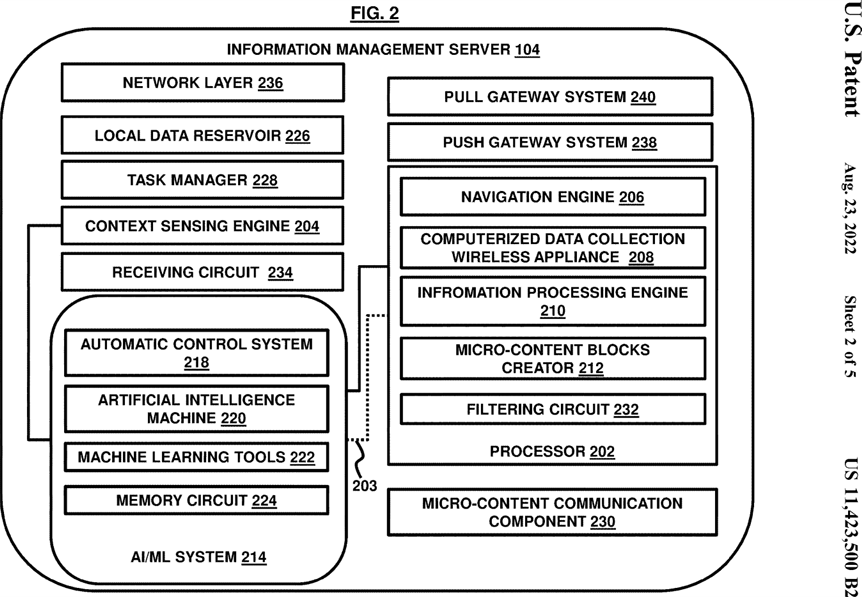 FIG. 2
INFORMATION MANAGEMENT SERVER 104
NETWORK LAYER 236
LOCAL DATA RESERVOIR 226
TASK MANAGER 228
CONTEXT SENSING ENGINE 204
RECEIVING CIRCUIT 234
AUTOMATIC CONTROL SYSTEM
218
ARTIFICIAL INTELLIGENCE
MACHINE 220
MACHINE LEARNING TOOLS 222
MEMORY CIRCUIT 224
AI/ML SYSTEM 214
203
PULL GATEWAY SYSTEM 240
PUSH GATEWAY SYSTEM 238
NAVIGATION ENGINE 206
COMPUTERIZED DATA COLLECTION
WIRELESS APPLIANCE 208
INFROMATION PROCESSING ENGINE
210
MICRO-CONTENT BLOCKS
CREATOR 212
FILTERING CIRCUIT 232
PROCESSOR 202
MICRO-CONTENT COMMUNICATION
COMPONENT 230
U.S. Patent
Aug. 23, 2022
Sheet 2 of 5
US 11,423,500 B2